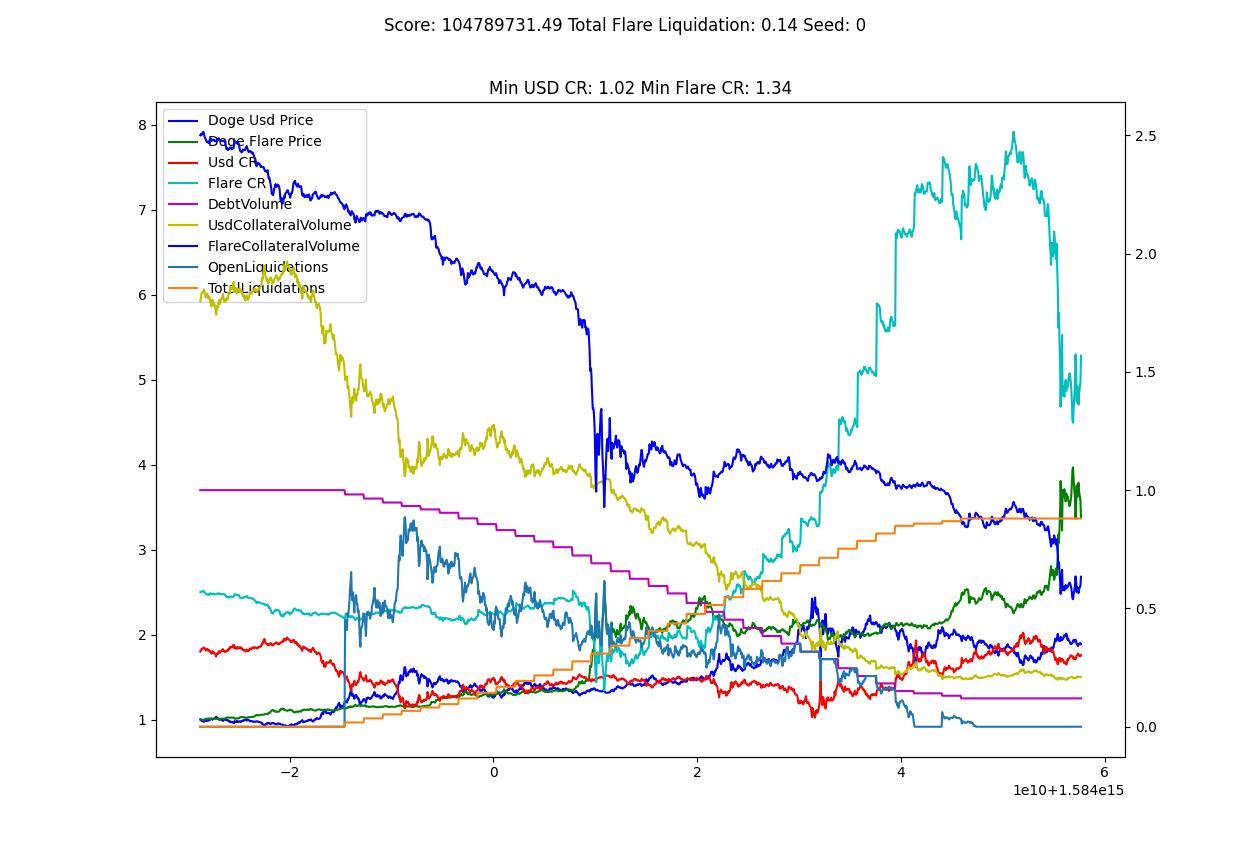 Score: 104789731.49 Total Flare Liquidation: 0.14 Seed: 0
Min USD CR: 1.02 Min Flare CR: 1.34
Doge Usd Price
Doge Flare Price
Usd CR
Flare CR
DebtVolume
UsdCollateralVolume
FlareCollateralVolume
OpenLiquidations
TotalLiquidations
8
7
6
5
4
3
2
1
2.5
2.0
1.5
1.0
0.5
0.0
−2
0
2
4
6
1e10+1.584e15